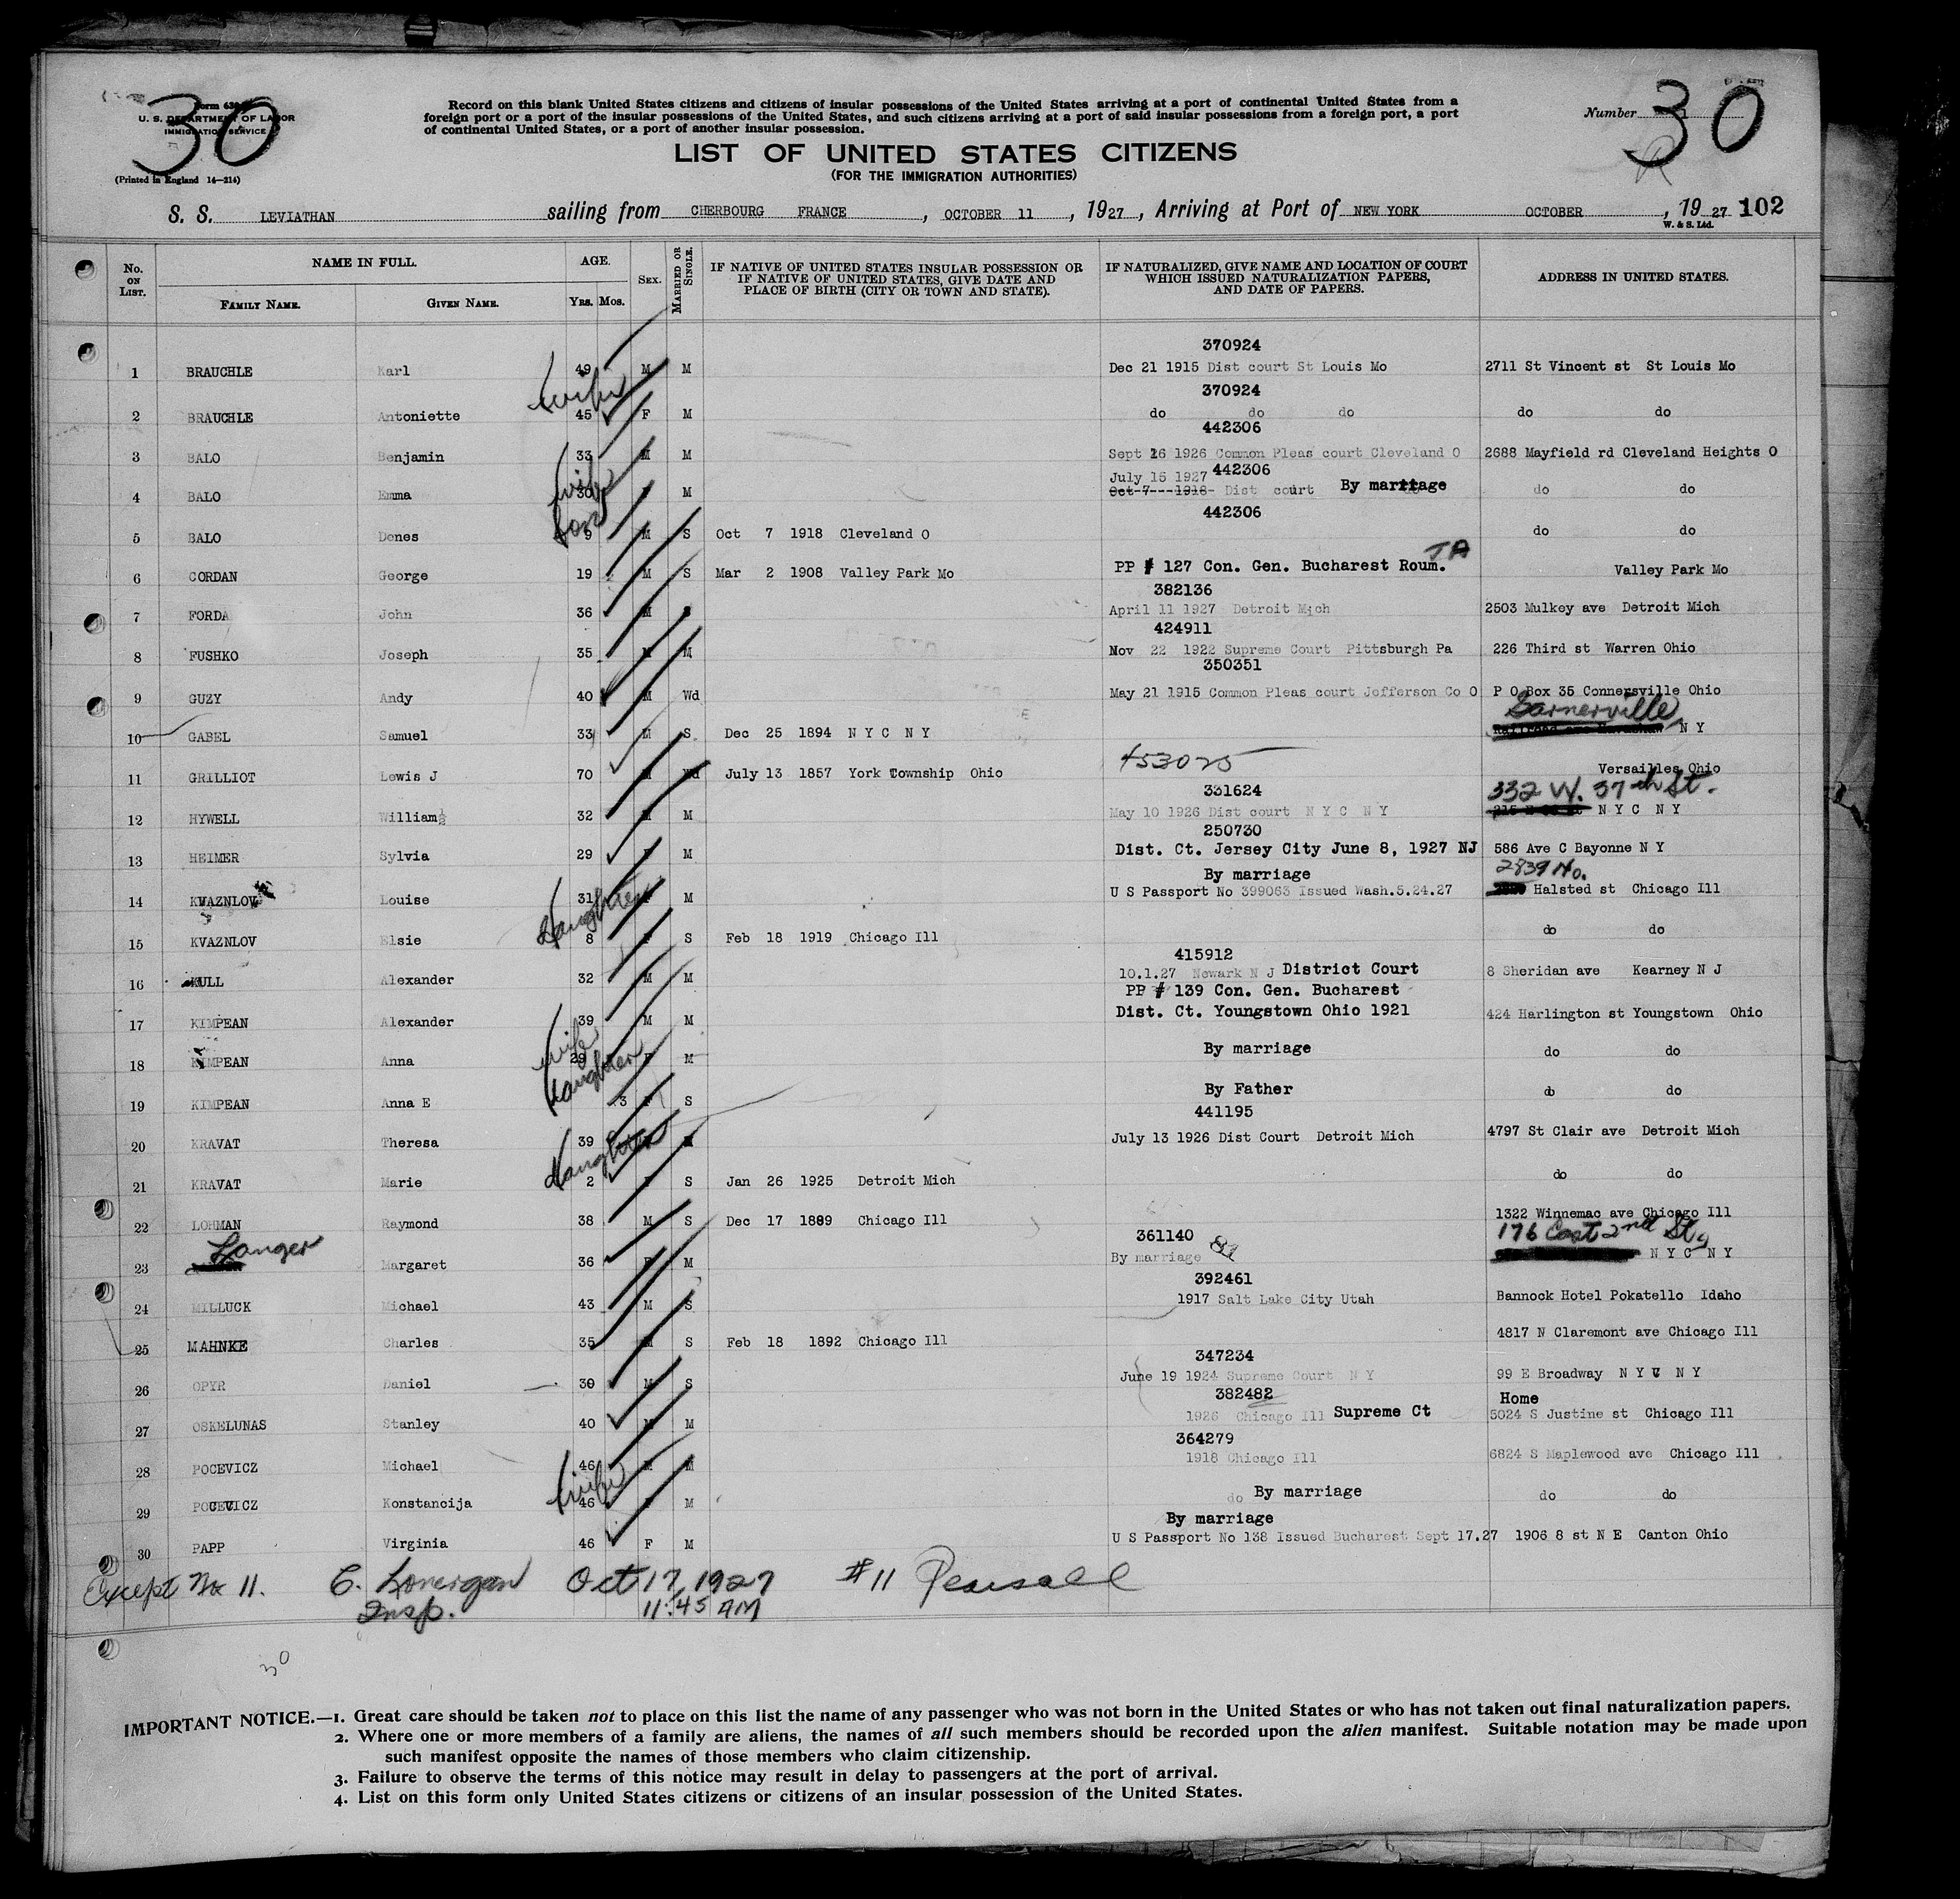 30
Form 630
U. S. DEPARTMENT OF LABOR
IMMIGRATION SERVICE
(Printed in England 14—214)
Record on this blank United States citizens and citizens of insular possessions of the United States arriving at a port of continental United States from a
foreign port or a port of the insular possessions of the United States, and such citizens arriving at a port of said insular possessions from a foreign port, a port
of continental United States, or a port of another insular possession.
Number 30
LIST OF UNITED STATES CITIZENS
(FOR THE IMMIGRATION AUTHORITIES)
S. S. LEVIATHAN sailing from CHERBOURG FRANCE , OCTOBER 11 , 1927 , Arriving at Port of NEW YORK OCTOBER , 19 27 102
W. & S. Ltd.
No. ON LIST. NAME IN FULL. AGE. SEX. MARRIED OR SINGLE. IF NATIVE OF UNITED STATES INSULAR POSSESSION OR IF NATIVE OF UNITED STATES, GIVE DATE AND PLACE OF BIRTH (CITY OR TOWN AND STATE). IF NATURALIZED, GIVE NAME AND LOCATION OF COURT WHICH ISSUED NATURALIZATION PAPERS, AND DATE OF PAPERS. ADDRESS IN UNITED STATES.
FAMILY NAME. GIVEN NAME. YRS. MOS.
370924
1 BRAUCHLE Karl 49 M M Dec 21 1915 Dist court St Louis Mo 2711 St Vincent st St Louis Mo
wife 370924
2 BRAUCHLE Antoniette 45 F M do do do do do
442306
3 BALO Benjamin 33 M M Sept 16 1926 Common Pleas court Cleveland O 2688 Mayfield rd Cleveland Heights O
wife July 15 1927 442306
4 BALO Emma 30 F M Oct 7 1918 Dist court By marriage do do
son 442306
5 BALO Denes 9 M S Oct 7 1918 Cleveland O do do
JA
6 CORDAN George 19 M S Mar 2 1908 Valley Park Mo PP # 127 Con. Gen. Bucharest Roum. Valley Park Mo
382136
7 FORDA John 36 M S April 11 1927 Detroit Mich 2503 Mulkey ave Detroit Mich
424911
8 FUSHKO Joseph 35 M M Nov 22 1922 Supreme Court Pittsburgh Pa 226 Third st Warren Ohio
350351
9 GUZY Andy 40 M Wd May 21 1915 Common Pleas court Jefferson Co O P O Box 35 Connersville Ohio
Garnerville
10 GABEL Samuel 33 M S Dec 25 1894 N Y C N Y N Y
453025
11 GRILLIOT Lewis J 70 M Wd July 13 1857 York Township Ohio Versailles Ohio
331624 332 W. 37th St.
12 HYWELL William 32 M M May 10 1926 Dist court N Y C N Y N Y C N Y
250730
13 HEIMER Sylvia 29 F M Dist. Ct. Jersey City June 8, 1927 NJ 586 Ave C Bayonne N Y
By marriage 2839 No.
14 KVAZNLOV Louise 31 F M U S Passport No 399063 Issued Wash.5.24.27 Halsted st Chicago Ill
Daughter
15 KVAZNLOV Elsie 8 F S Feb 18 1919 Chicago Ill do do
415912
16 KULL Alexander 32 M M 10.1.27 Newark N J District Court 8 Sheridan ave Kearney N J
PP # 139 Con. Gen. Bucharest
17 KIMPEAN Alexander 39 M M Dist. Ct. Youngstown Ohio 1921 424 Harlington st Youngstown Ohio
wife
18 KIMPEAN Anna 29 F M By marriage do do
daughter
19 KIMPEAN Anna E 3 F S By Father do do
441195
20 KRAVAT Theresa 39 F M July 13 1926 Dist Court Detroit Mich 4797 St Clair ave Detroit Mich
daughter
21 KRAVAT Marie 2 F S Jan 26 1925 Detroit Mich do do
22 LOHMAN Raymond 38 M S Dec 17 1889 Chicago Ill 1322 Winnemac ave Chicago Ill
Langer 361140 176 East 2nd St.
23 Margaret 36 F M By marriage N Y C N Y
392461
24 MILLUCK Michael 43 M S 1917 Salt Lake City Utah Bannock Hotel Pokatello Idaho
25 MAHNKE Charles 35 M S Feb 18 1892 Chicago Ill 4817 N Claremont ave Chicago Ill
347234
26 OPYR Daniel 30 M S June 19 1924 Supreme Court N Y 99 E Broadway N Y C N Y
382482 Home
27 OSKELUNAS Stanley 40 M M 1926 Chicago Ill Supreme Ct 5024 S Justine st Chicago Ill
364279
28 POCEVICZ Michael 46 M M 1918 Chicago Ill 6824 S Maplewood ave Chicago Ill
wife
29 POCEVICZ Konstancija 46 F M do By marriage do do
By marriage
30 PAPP Virginia 46 F M U S Passport No 138 Issued Bucharest Sept 17.27 1906 8 st N E Canton Ohio
Except No 11. C. Lonergan Oct 17, 1927 #11 Pearsall
Insp. 11:45 AM
30
IMPORTANT NOTICE.—1. Great care should be taken not to place on this list the name of any passenger who was not born in the United States or who has not taken out final naturalization papers.
2. Where one or more members of a family are aliens, the names of all such members should be recorded upon the alien manifest. Suitable notation may be made upon
such manifest opposite the names of those members who claim citizenship.
3. Failure to observe the terms of this notice may result in delay to passengers at the port of arrival.
4. List on this form only United States citizens or citizens of an insular possession of the United States.